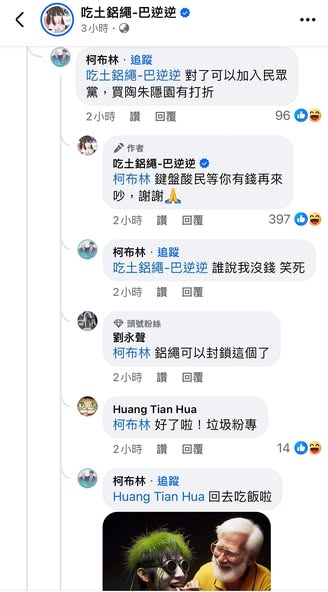 吃土鋁繩-巴逆逆
3小時 ·
柯布林 · 追蹤
吃土鋁繩-巴逆逆 對了可以加入民眾
黨，買陶朱隱園有打折
2小時 讚 回覆 96
作者
吃土鋁繩-巴逆逆
柯布林 鍵盤酸民等你有錢再來
吵，謝謝🙏
2小時 讚 回覆 397
柯布林 · 追蹤
吃土鋁繩-巴逆逆 誰說我沒錢 笑死
2小時 讚 回覆
頭號粉絲
劉永聲
柯布林 鋁繩可以封鎖這個了
2小時 讚 回覆
Huang Tian Hua
柯布林 好了啦！垃圾粉專
2小時 讚 回覆 14
柯布林 · 追蹤
Huang Tian Hua 回去吃飯啦